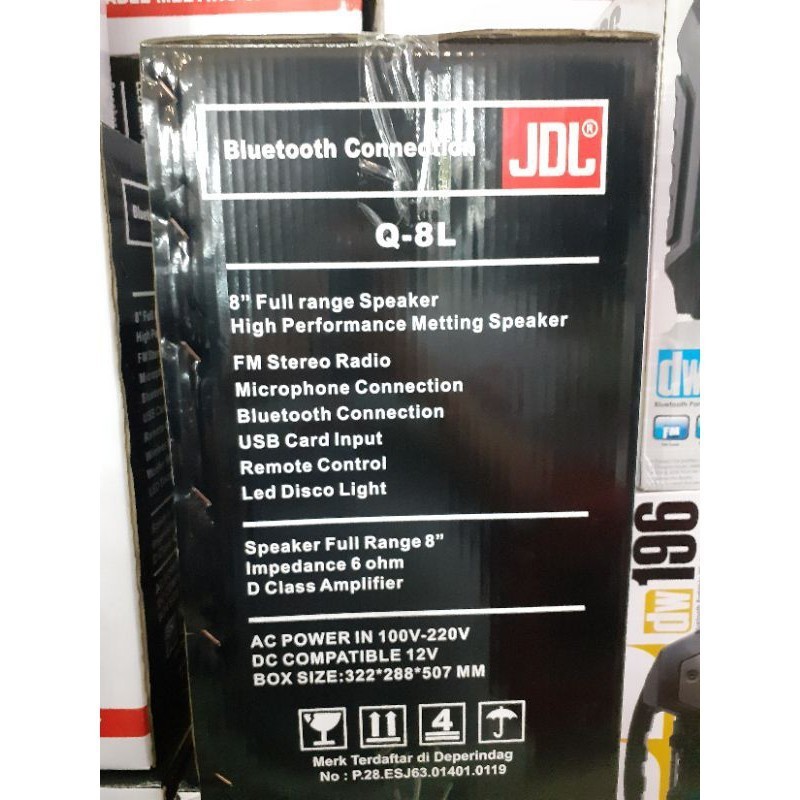 Bluetooth Connection
JDL®
Q-8L
8” Full range Speaker
High Performance Metting Speaker
FM Stereo Radio
Microphone Connection
Bluetooth Connection
USB Card Input
Remote Control
Led Disco Light
Speaker Full Range 8”
Impedance 6 ohm
D Class Amplifier
AC POWER IN 100V-220V
DC COMPATIBLE 12V
BOX SIZE:322*288*507 MM
4
Merk Terdaftar di Deperindag
No : P.28.ESJ63.01401.0119
dw
FM
dw196